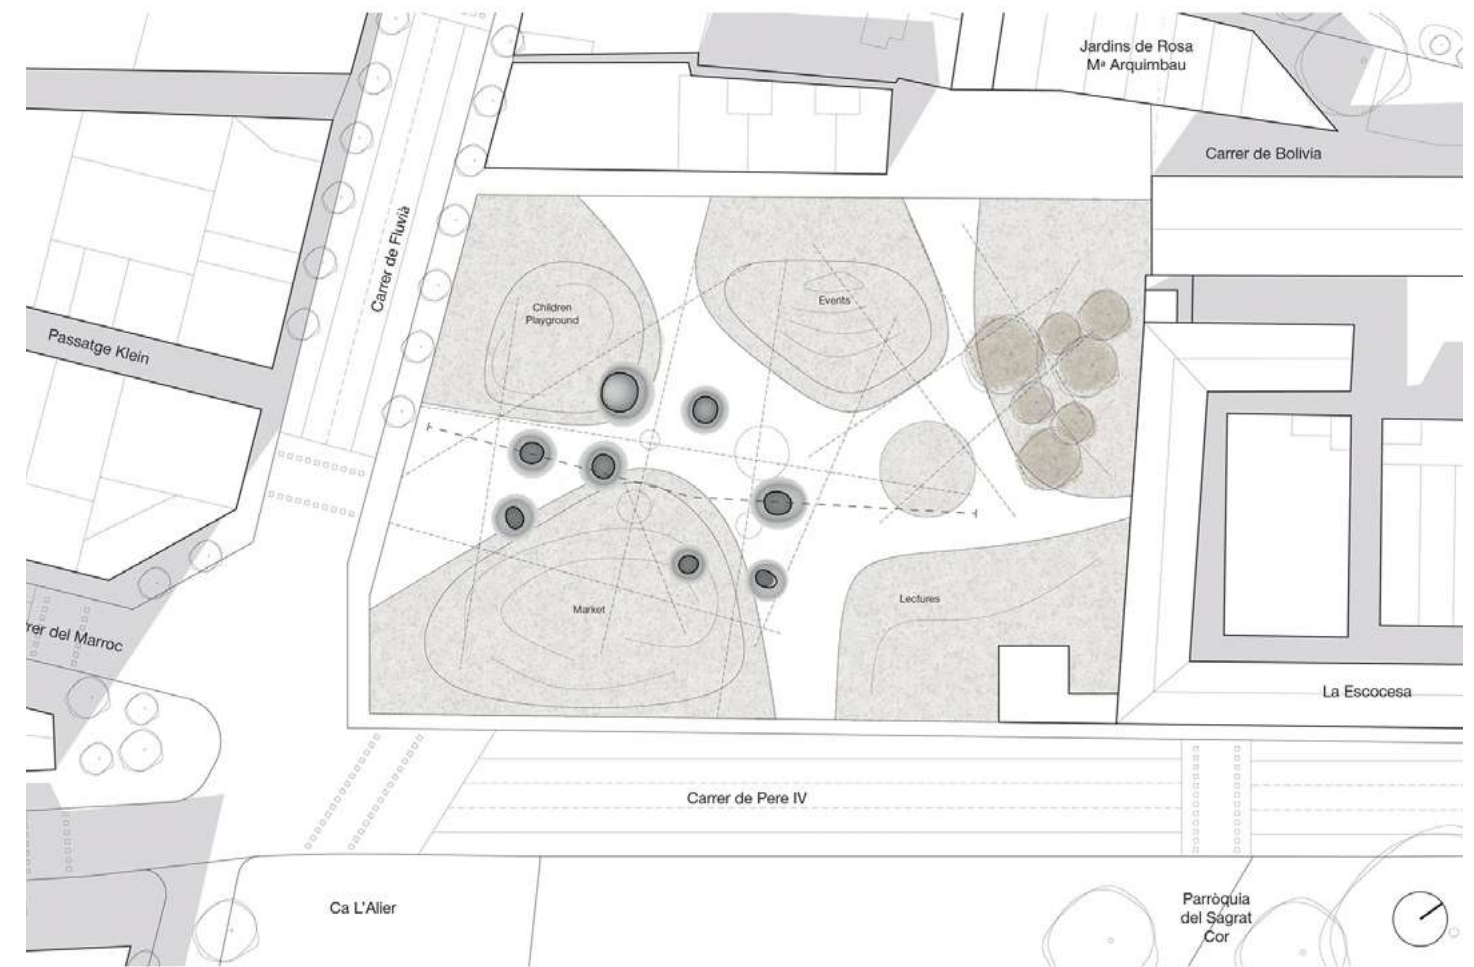 Jardins de Rosa
Mª Arquimbau
Carrer de Bolivia
Carrer de Fluvià
Children
Playground
Events
Passatge Klein
Market
Lectures
rer del Marroc
La Escocesa
Carrer de Pere IV
Ca L'Alier
Parròquia
del Sagrat
Cor